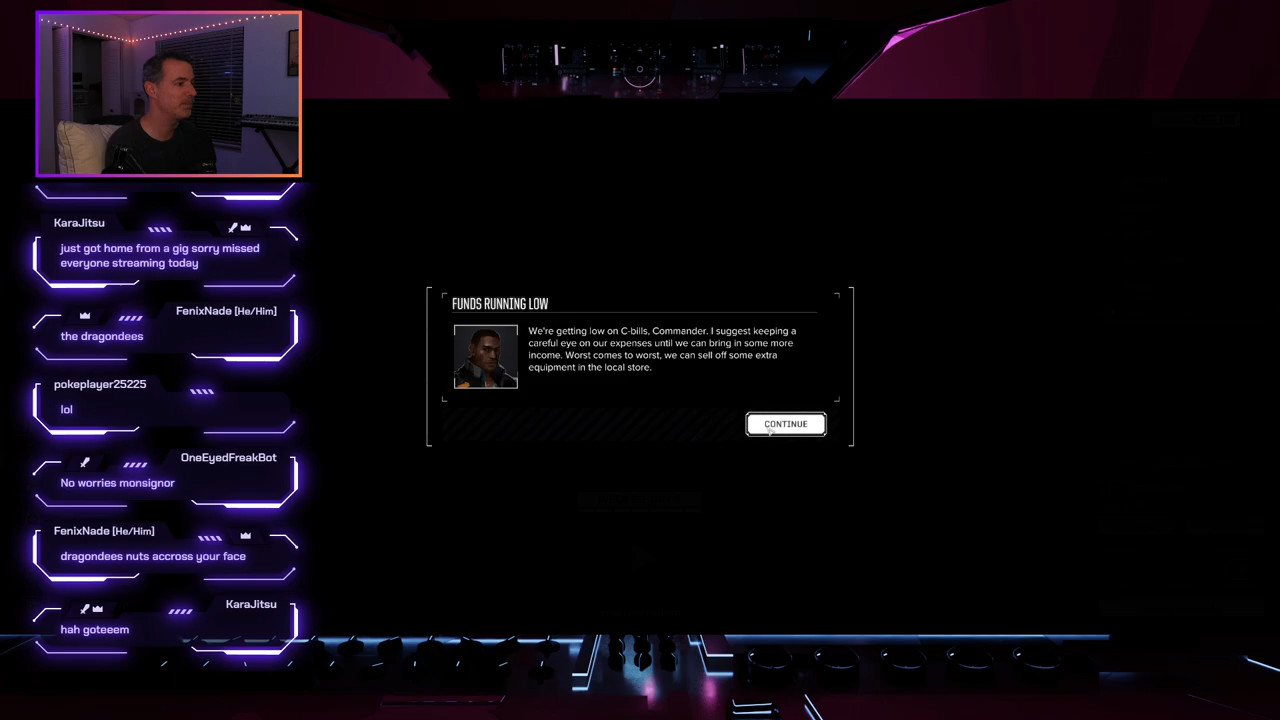 KaraJitsu
just got home from a gig sorry missed
everyone streaming today
FenixNade [He/Him]
the dragondees
pokeplayer25225
lol
OneEyedFreakBot
No worries monsignor
FenixNade [He/Him]
dragondees nuts accross your face
KaraJitsu
hah goteeem
FUNDS RUNNING LOW
We're getting low on C-bills, Commander. I suggest keeping a
careful eye on our expenses until we can bring in some more
income. Worst comes to worst, we can sell off some extra
equipment in the local store.
CONTINUE